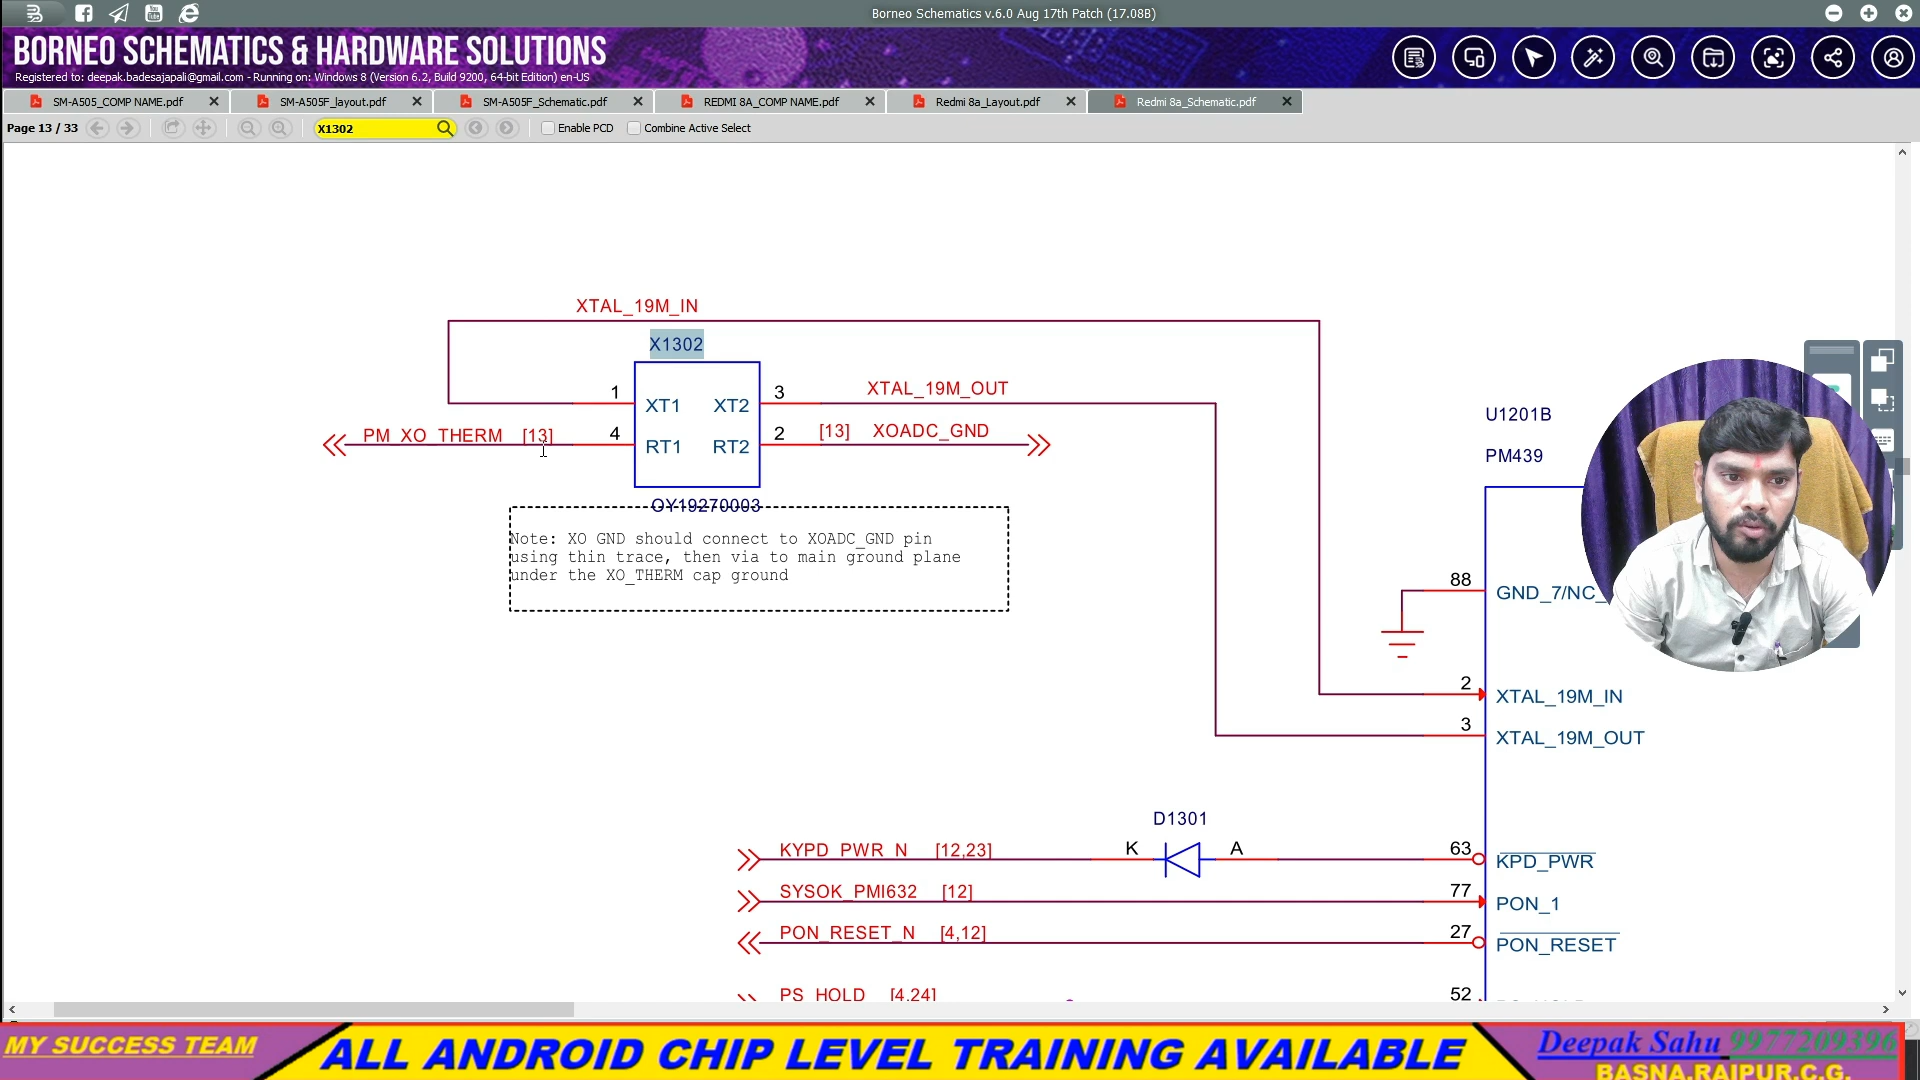 Borneo Schematics v.6.0 Aug 17th Patch (17.08B)
BORNEO SCHEMATICS & HARDWARE SOLUTIONS
Registered to: deepak.badesajapali@gmail.com - Running on: Windows 8 (Version 6.2, Build 9200, 64-bit Edition) en-US
SM-A505_COMP NAME.pdf
SM-A505F_layout.pdf
SM-A505F_Schematic.pdf
REDMI 8A_COMP NAME.pdf
Redmi 8a_Layout.pdf
Redmi 8a_Schematic.pdf
Page 13 / 33
X1302
Enable PCD
Combine Active Select
XTAL_19M_IN
X1302
1 XT1 XT2 3 XTAL_19M_OUT
PM_XO_THERM [13] 4 RT1 RT2 2 [13] XOADC_GND
OY19270003
Note: XO GND should connect to XOADC_GND pin
using thin trace, then via to main ground plane
under the XO_THERM cap ground
U1201B
PM439
88 GND_7/NC_
2 XTAL_19M_IN
3 XTAL_19M_OUT
D1301
KYPD_PWR_N [12,23] K A 63 KPD_PWR
SYSOK_PMI632 [12] 77 PON_1
PON_RESET_N [4,12] 27 PON_RESET
PS_HOLD [4,24] 52
MY SUCCESS TEAM
ALL ANDROID CHIP LEVEL TRAINING AVAILABLE
Deepak Sahu 9977209396
BASNA,RAIPUR,C.G.